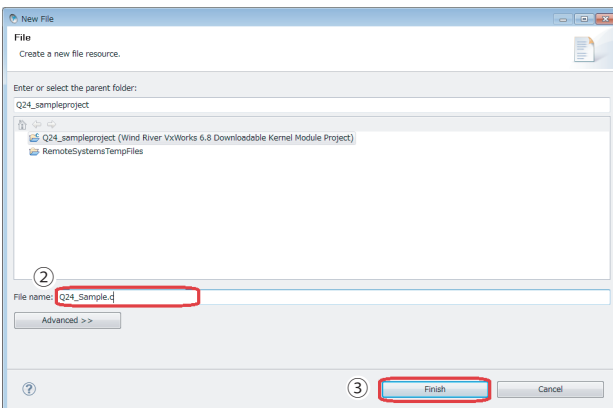 New File
File
Create a new file resource.
Enter or select the parent folder:
Q24_sampleproject
Q24_sampleproject (Wind River VxWorks 6.8 Downloadable Kernel Module Project)
RemoteSystemsTempFiles
②
File name: Q24_Sample.c
Advanced >>
③ Finish Cancel